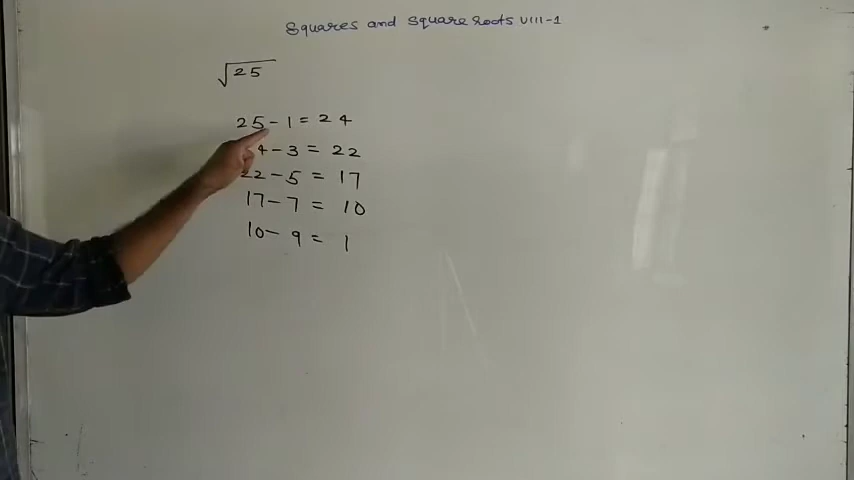 Squares and Square Roots VIII-1
√25
25 - 1 = 24
4 - 3 = 22
22 - 5 = 17
17 - 7 = 10
10 - 9 = 1